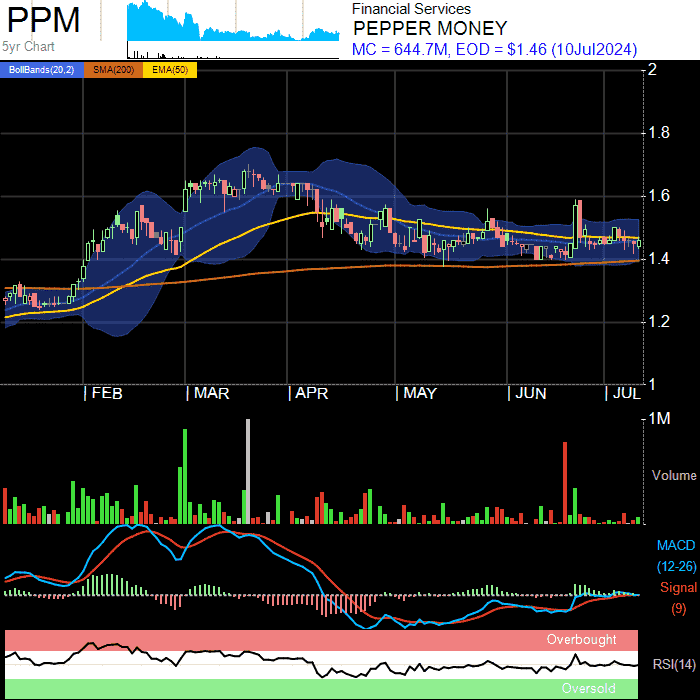 PPM
5yr Chart
Financial Services
PEPPER MONEY
MC = 644.7M, EOD = $1.46 (10Jul2024)
BollBands(20,2) SMA(200) EMA(50)
2
1.8
1.6
1.4
1.2
1
| FEB | MAR | APR | MAY | JUN | JUL
1M
Volume
MACD
(12-26)
Signal
(9)
Overbought
RSI(14)
Oversold